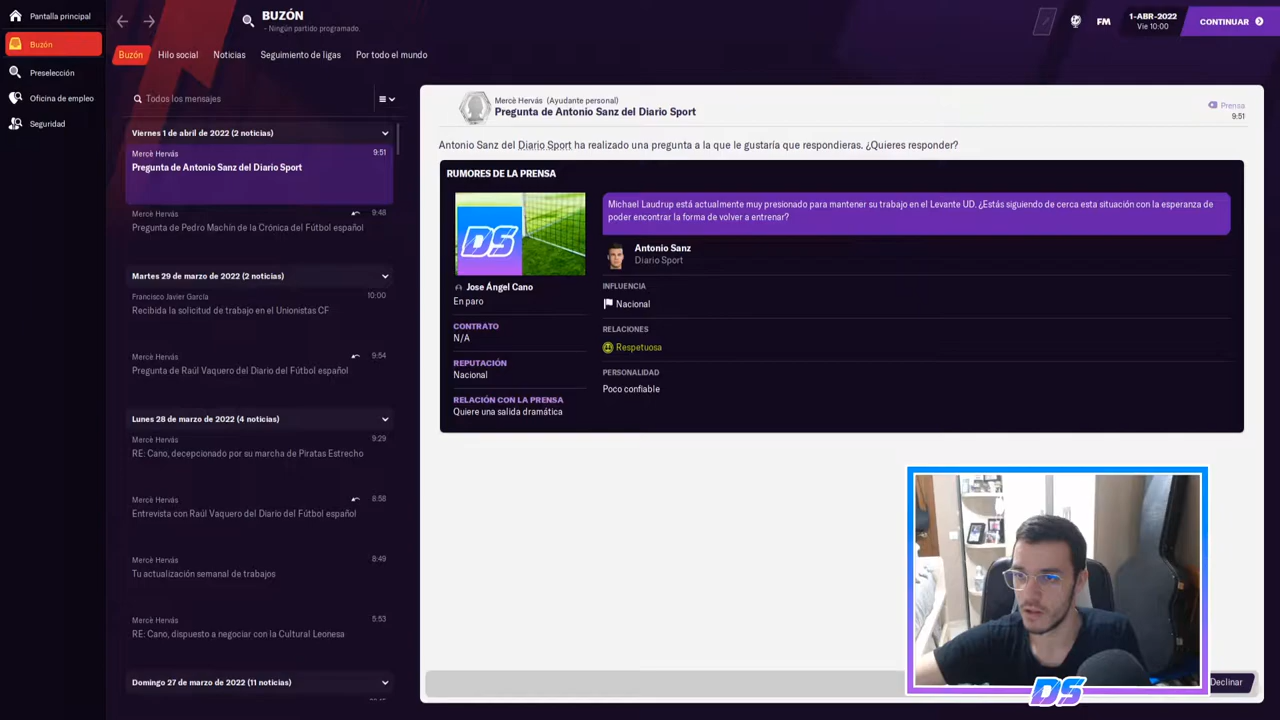 Pantalla principal
Buzón
Preselección
Oficina de empleo
Seguridad
BUZÓN
- Ningún partido programado.
FM
1-ABR-2022
Vie 10:00
CONTINUAR
Buzón
Hilo social
Noticias
Seguimiento de ligas
Por todo el mundo
Todos los mensajes
Viernes 1 de abril de 2022 (2 noticias)
Mercè Hervás 9:51
Pregunta de Antonio Sanz del Diario Sport
Mercè Hervás 9:48
Pregunta de Pedro Machín de la Crónica del Fútbol español
Martes 29 de marzo de 2022 (2 noticias)
Francisco Javier García 10:00
Recibida la solicitud de trabajo en el Unionistas CF
Mercè Hervás 9:54
Pregunta de Raúl Vaquero del Diario del Fútbol español
Lunes 28 de marzo de 2022 (4 noticias)
Mercè Hervás 9:29
RE: Cano, decepcionado por su marcha de Piratas Estrecho
Mercè Hervás 8:58
Entrevista con Raúl Vaquero del Diario del Fútbol español
Mercè Hervás 8:49
Tu actualización semanal de trabajos
Mercè Hervás 5:53
RE: Cano, dispuesto a negociar con la Cultural Leonesa
Domingo 27 de marzo de 2022 (11 noticias)
Mercè Hervás (Ayudante personal)
Pregunta de Antonio Sanz del Diario Sport
Prensa
9:51
Antonio Sanz del Diario Sport ha realizado una pregunta a la que le gustaría que respondieras. ¿Quieres responder?
RUMORES DE LA PRENSA
DS
Jose Ángel Cano
En paro
CONTRATO
N/A
REPUTACIÓN
Nacional
RELACIÓN CON LA PRENSA
Quiere una salida dramática
Michael Laudrup está actualmente muy presionado para mantener su trabajo en el Levante UD. ¿Estás siguiendo de cerca esta situación con la esperanza de
poder encontrar la forma de volver a entrenar?
Antonio Sanz
Diario Sport
INFLUENCIA
Nacional
RELACIONES
Respetuosa
PERSONALIDAD
Poco confiable
Declinar
DS